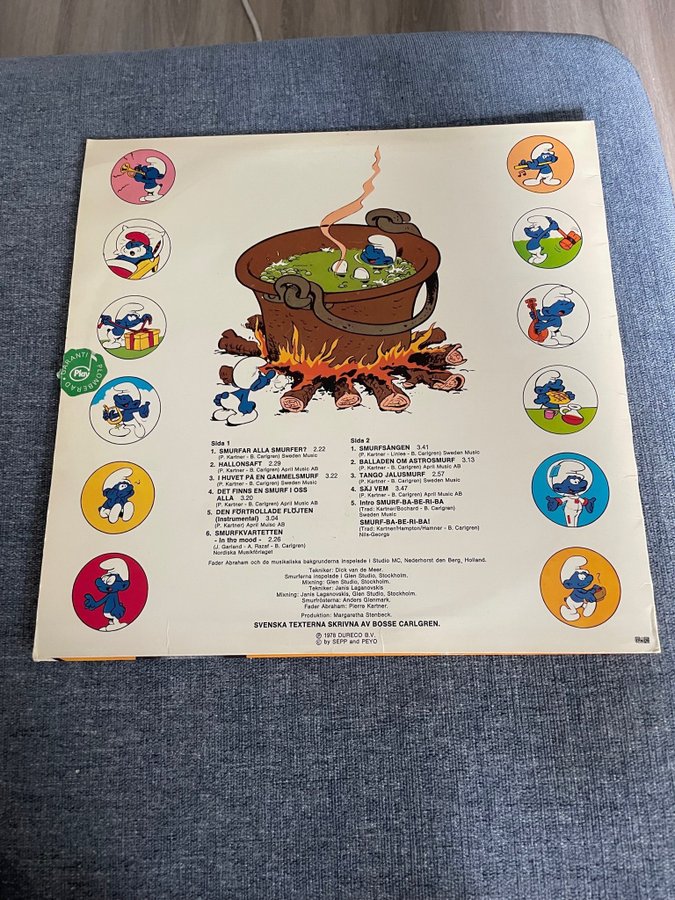 GARANTI
Play
PLOMBERAD
Sida 1
1. SMURFAR ALLA SMURFER? 2.22
(P. Kartner - B. Carlgren) Sweden Music
2. HALLONSAFT 2.29
(P. Kartner - B. Carlgren) April Music AB
3. I HUVET PÅ EN GAMMELSMURF 3.22
(P. Kartner - B. Carlgren) Sweden Music
4. DET FINNS EN SMURF I OSS
ALLA 3.20
(P. Kartner - B. Carlgren) April Music AB
5. DEN FÖRTROLLADE FLÖJTEN
(Instrumental) 3.04
(P. Kartner) April Muisc AB
6. SMURFKVARTETTEN
- In the mood - 2.26
(J. Garland - A. Razaf - B. Carlgren)
Nordiska Musikförlaget
Sida 2
1. SMURFSÅNGEN 3.41
(P. Kartner - Linlee - B. Carlgren) Sweden Music
2. BALLADEN OM ASTROSMURF 3.13
(P. Kartner - B. Carlgren) April Music AB
3. TANGO JALUSMURF 2.57
(P. Kartner - B. Carlgren) Sweden Music
4. SÄJ VEM 3.47
(P. Kartner - B. Carlgren) April Music AB
5. Intro SMURF-BA-BE-RI-BA
(Trad: Kartner/Bochard - B. Carlgren)
Sweden Music
SMURF-BA-BE-RI-BA!
(Trad: Kartner/Hampton/Hamner - B. Carlgren)
Nils-Georgs
Fader Abraham och de musikaliska bakgrunderna inspelade i Studio MC, Nederhorst den Berg, Holland.
Tekniker: Dick van de Meer.
Smurferna inspelade i Glen Studio, Stockholm.
Mixning: Glen Studio, Stockholm.
Tekniker: Janis Laganovskis
Mixning: Janis Laganovskis, Glen Studio, Stockholm.
Smurfrösterna: Anders Glenmark.
Fader Abraham: Pierre Kartner.
Produktion: Margaretha Stenbeck.
SVENSKA TEXTERNA SKRIVNA AV BOSSE CARLGREN.
℗ 1978 DURECO B.V.
© by SEPP and PEYO